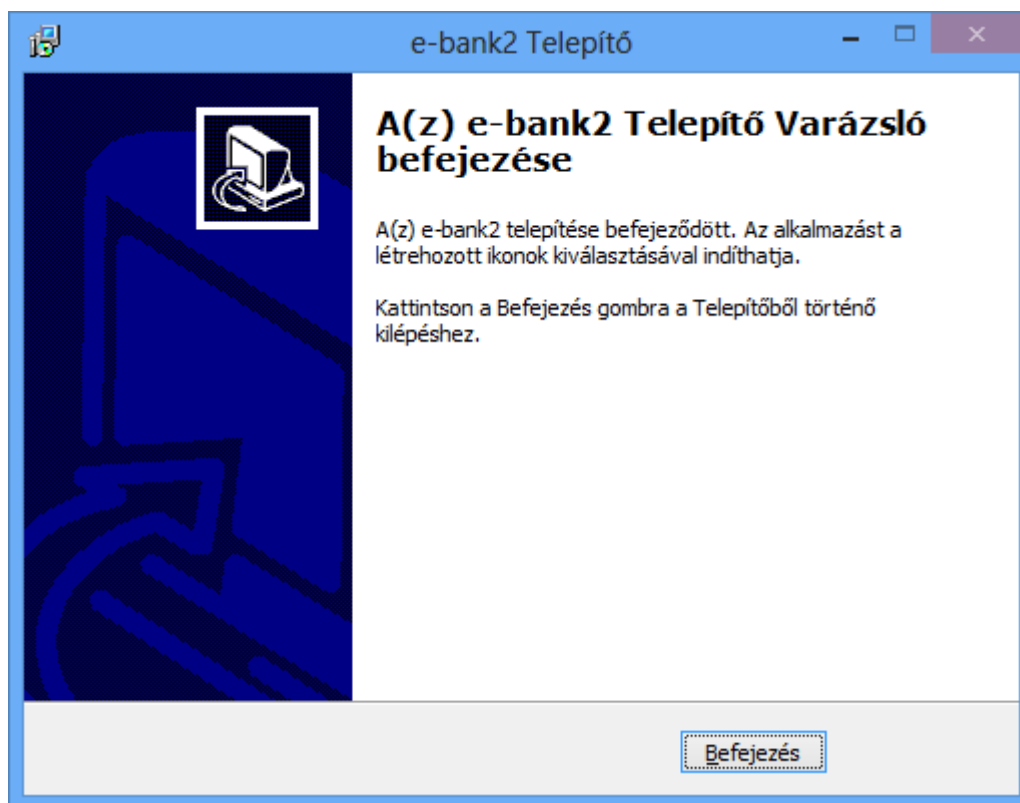 e-bank2 Telepítő
A(z) e-bank2 Telepítő Varázsló
befejezése
A(z) e-bank2 telepítése befejeződött. Az alkalmazást a
létrehozott ikonok kiválasztásával indíthatja.
Kattintson a Befejezés gombra a Telepítőből történő
kilépéshez.
Befejezés